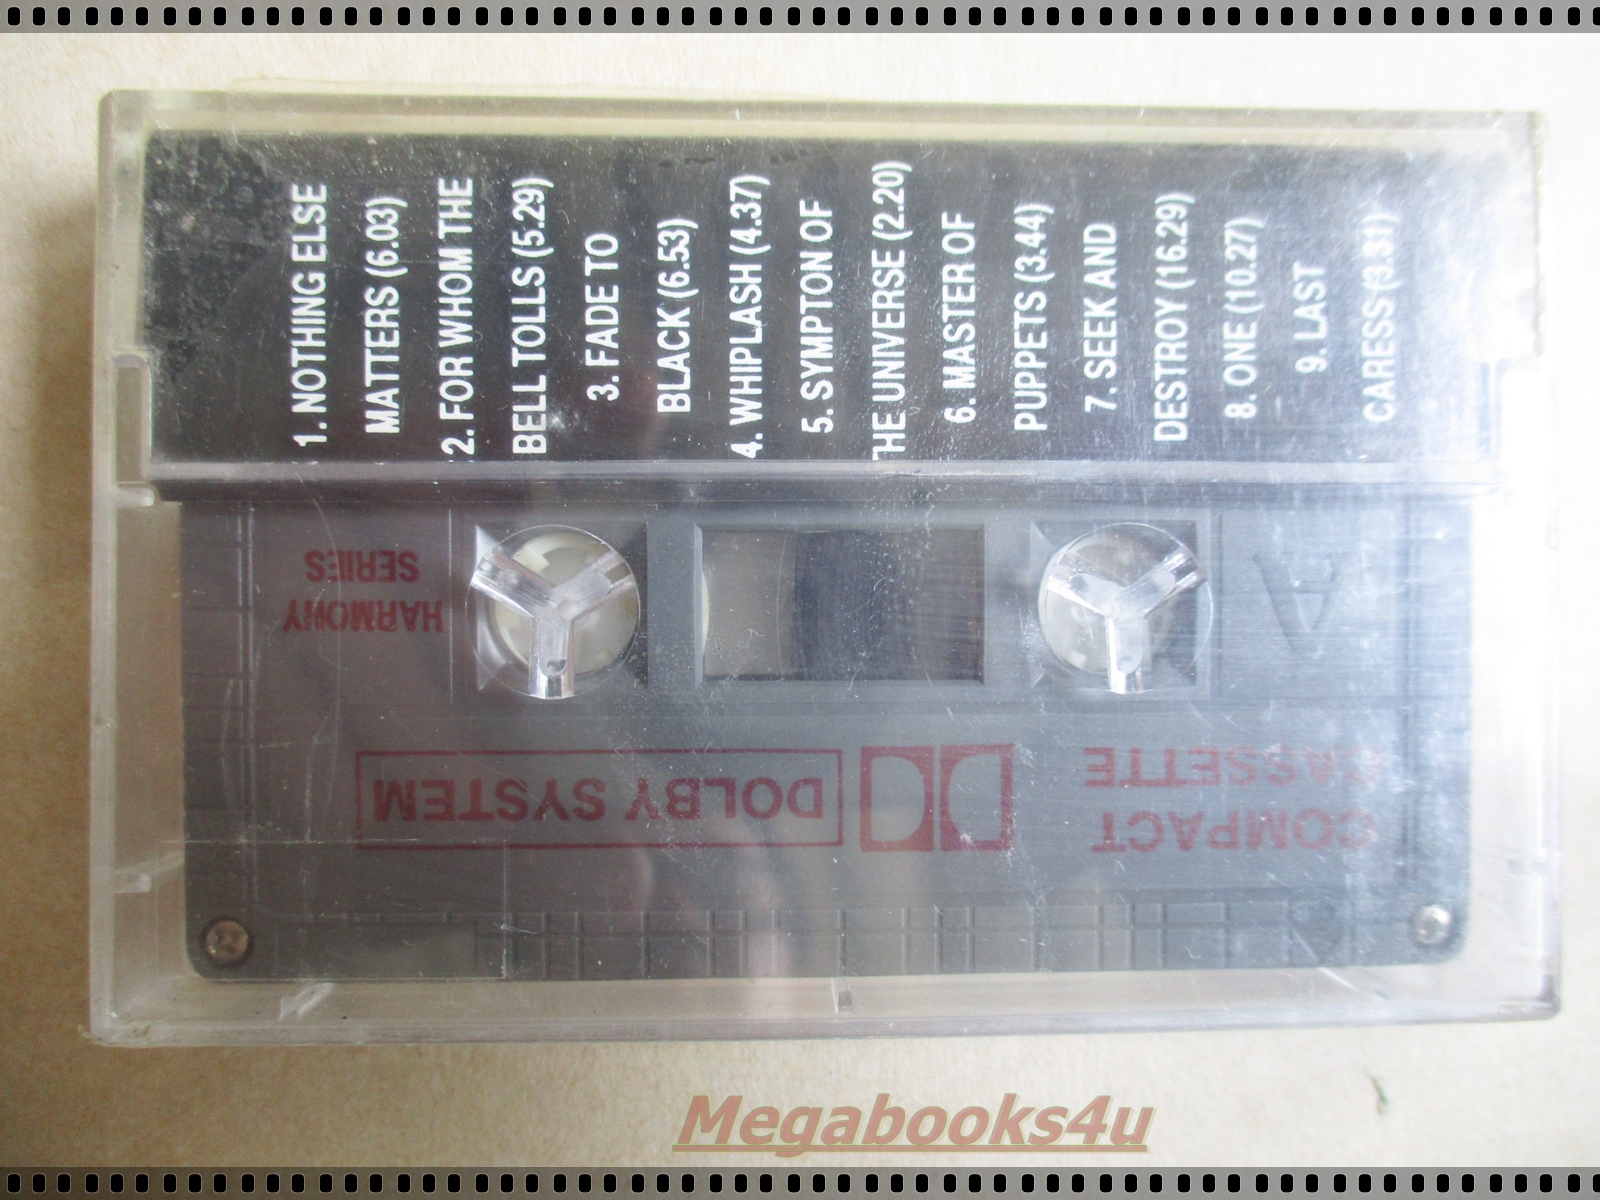 1. NOTHING ELSE
MATTERS (6.03)
2. FOR WHOM THE
BELL TOLLS (5.29)
3. FADE TO
BLACK (6.53)
4. WHIPLASH (4.37)
5. SYMPTON OF
THE UNIVERSE (2.20)
6. MASTER OF
PUPPETS (3.44)
7. SEEK AND
DESTROY (16.29)
8. ONE (10.27)
9. LAST
CARESS (3.31)
COMPACT
CASSETTE
DOLBY SYSTEM
A
HARMONY
SERIES
Megabooks4u